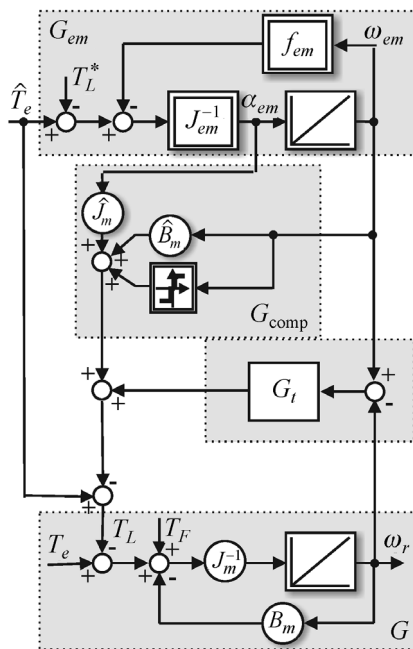 G_em
f_em
ω_em
T̂_e
T_L^*
-
-
+
+
J_em^{-1}
α_em
Ĵ_m
B̂_m
+
+
+
G_comp
+
+
G_t
+
-
-
+
T_e
T_L
T_F
-
+
+
+
-
J_m^{-1}
ω_r
B_m
G